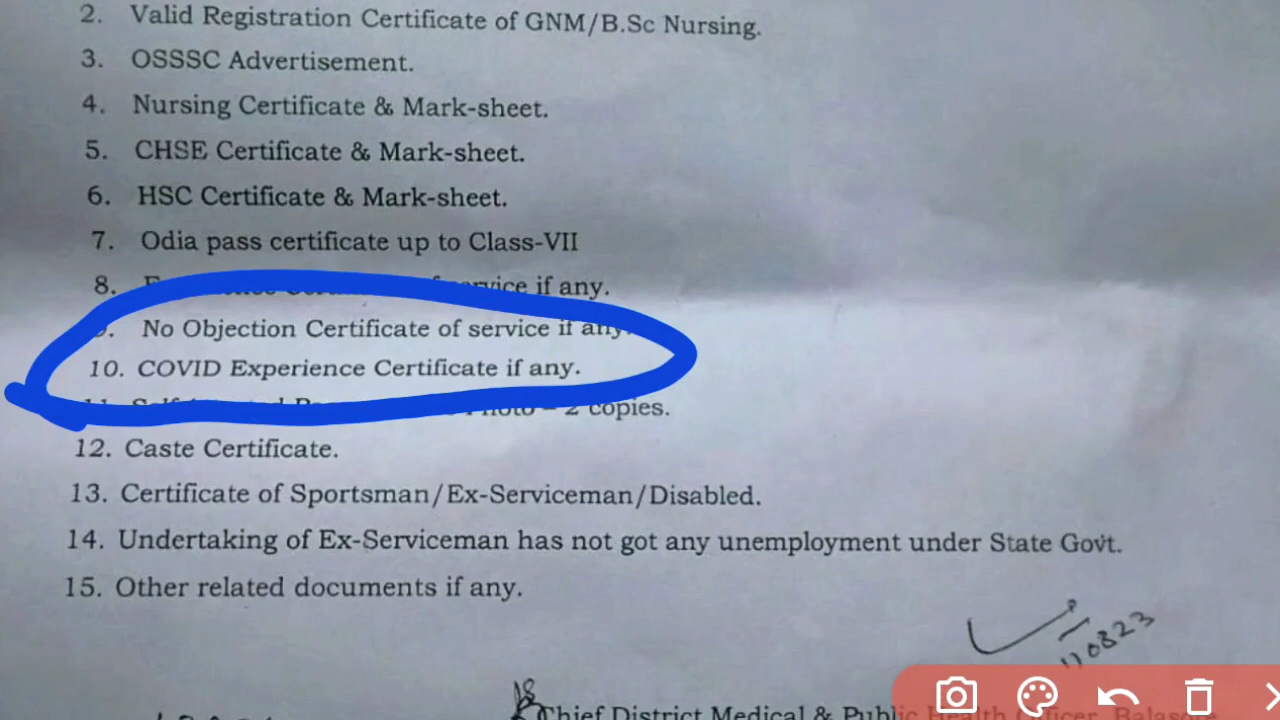 2. Valid Registration Certificate of GNM/B.Sc Nursing.
3. OSSSC Advertisement.
4. Nursing Certificate & Mark-sheet.
5. CHSE Certificate & Mark-sheet.
6. HSC Certificate & Mark-sheet.
7. Odia pass certificate up to Class-VII
8. if any.
No Objection Certificate of service if any.
10. COVID Experience Certificate if any.
2 copies.
12. Caste Certificate.
13. Certificate of Sportsman/Ex-Serviceman/Disabled.
14. Undertaking of Ex-Serviceman has not got any unemployment under State Govt.
15. Other related documents if any.
Chief District Medical & Public Health Officer,